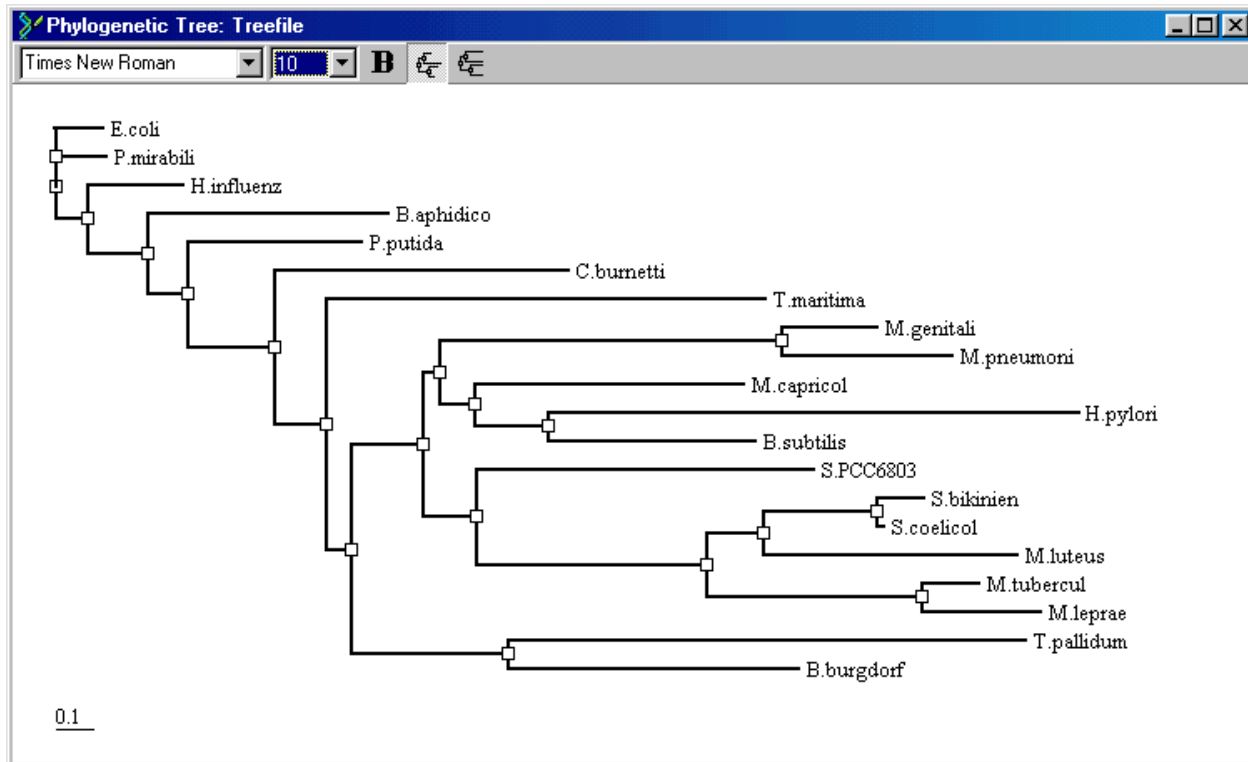 Phylogenetic Tree: Treefile
Times New Roman 10 B
E.coli
P.mirabili
H.influenz
B.aphidico
P.putida
C.burnetti
T.maritima
M.genitali
M.pneumoni
M.capricol
H.pylori
B.subtilis
S.PCC6803
S.bikinien
S.coelicol
M.luteus
M.tubercul
M.leprae
T.pallidum
B.burgdorf
0.1